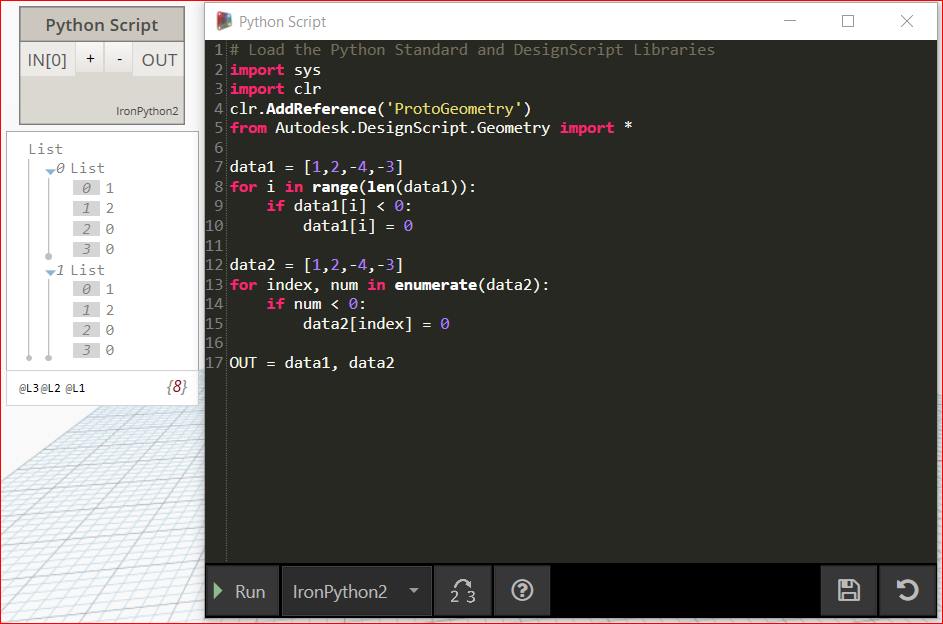 Python Script
IN[0] + - OUT
IronPython2
List
0 List
0 1
1 2
2 0
3 0
1 List
0 1
1 2
2 0
3 0
@L3 @L2 @L1 {8}
Python Script
1 # Load the Python Standard and DesignScript Libraries
2 import sys
3 import clr
4 clr.AddReference('ProtoGeometry')
5 from Autodesk.DesignScript.Geometry import *
6
7 data1 = [1,2,-4,-3]
8 for i in range(len(data1)):
9     if data1[i] < 0:
10         data1[i] = 0
11
12 data2 = [1,2,-4,-3]
13 for index, num in enumerate(data2):
14     if num < 0:
15         data2[index] = 0
16
17 OUT = data1, data2
Run IronPython2 2 3 ?